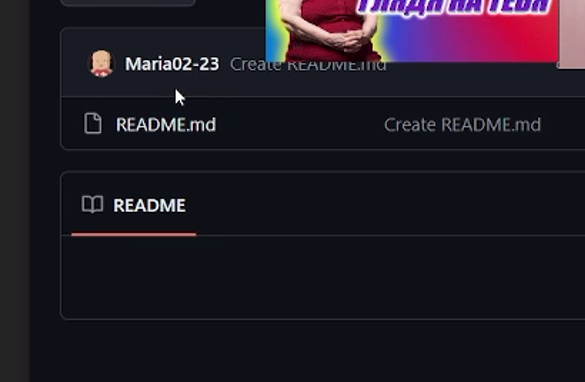 ГЛЯДЯ НА ТЕБЯ
Maria02-23 Create README.md
README.md Create README.md
README